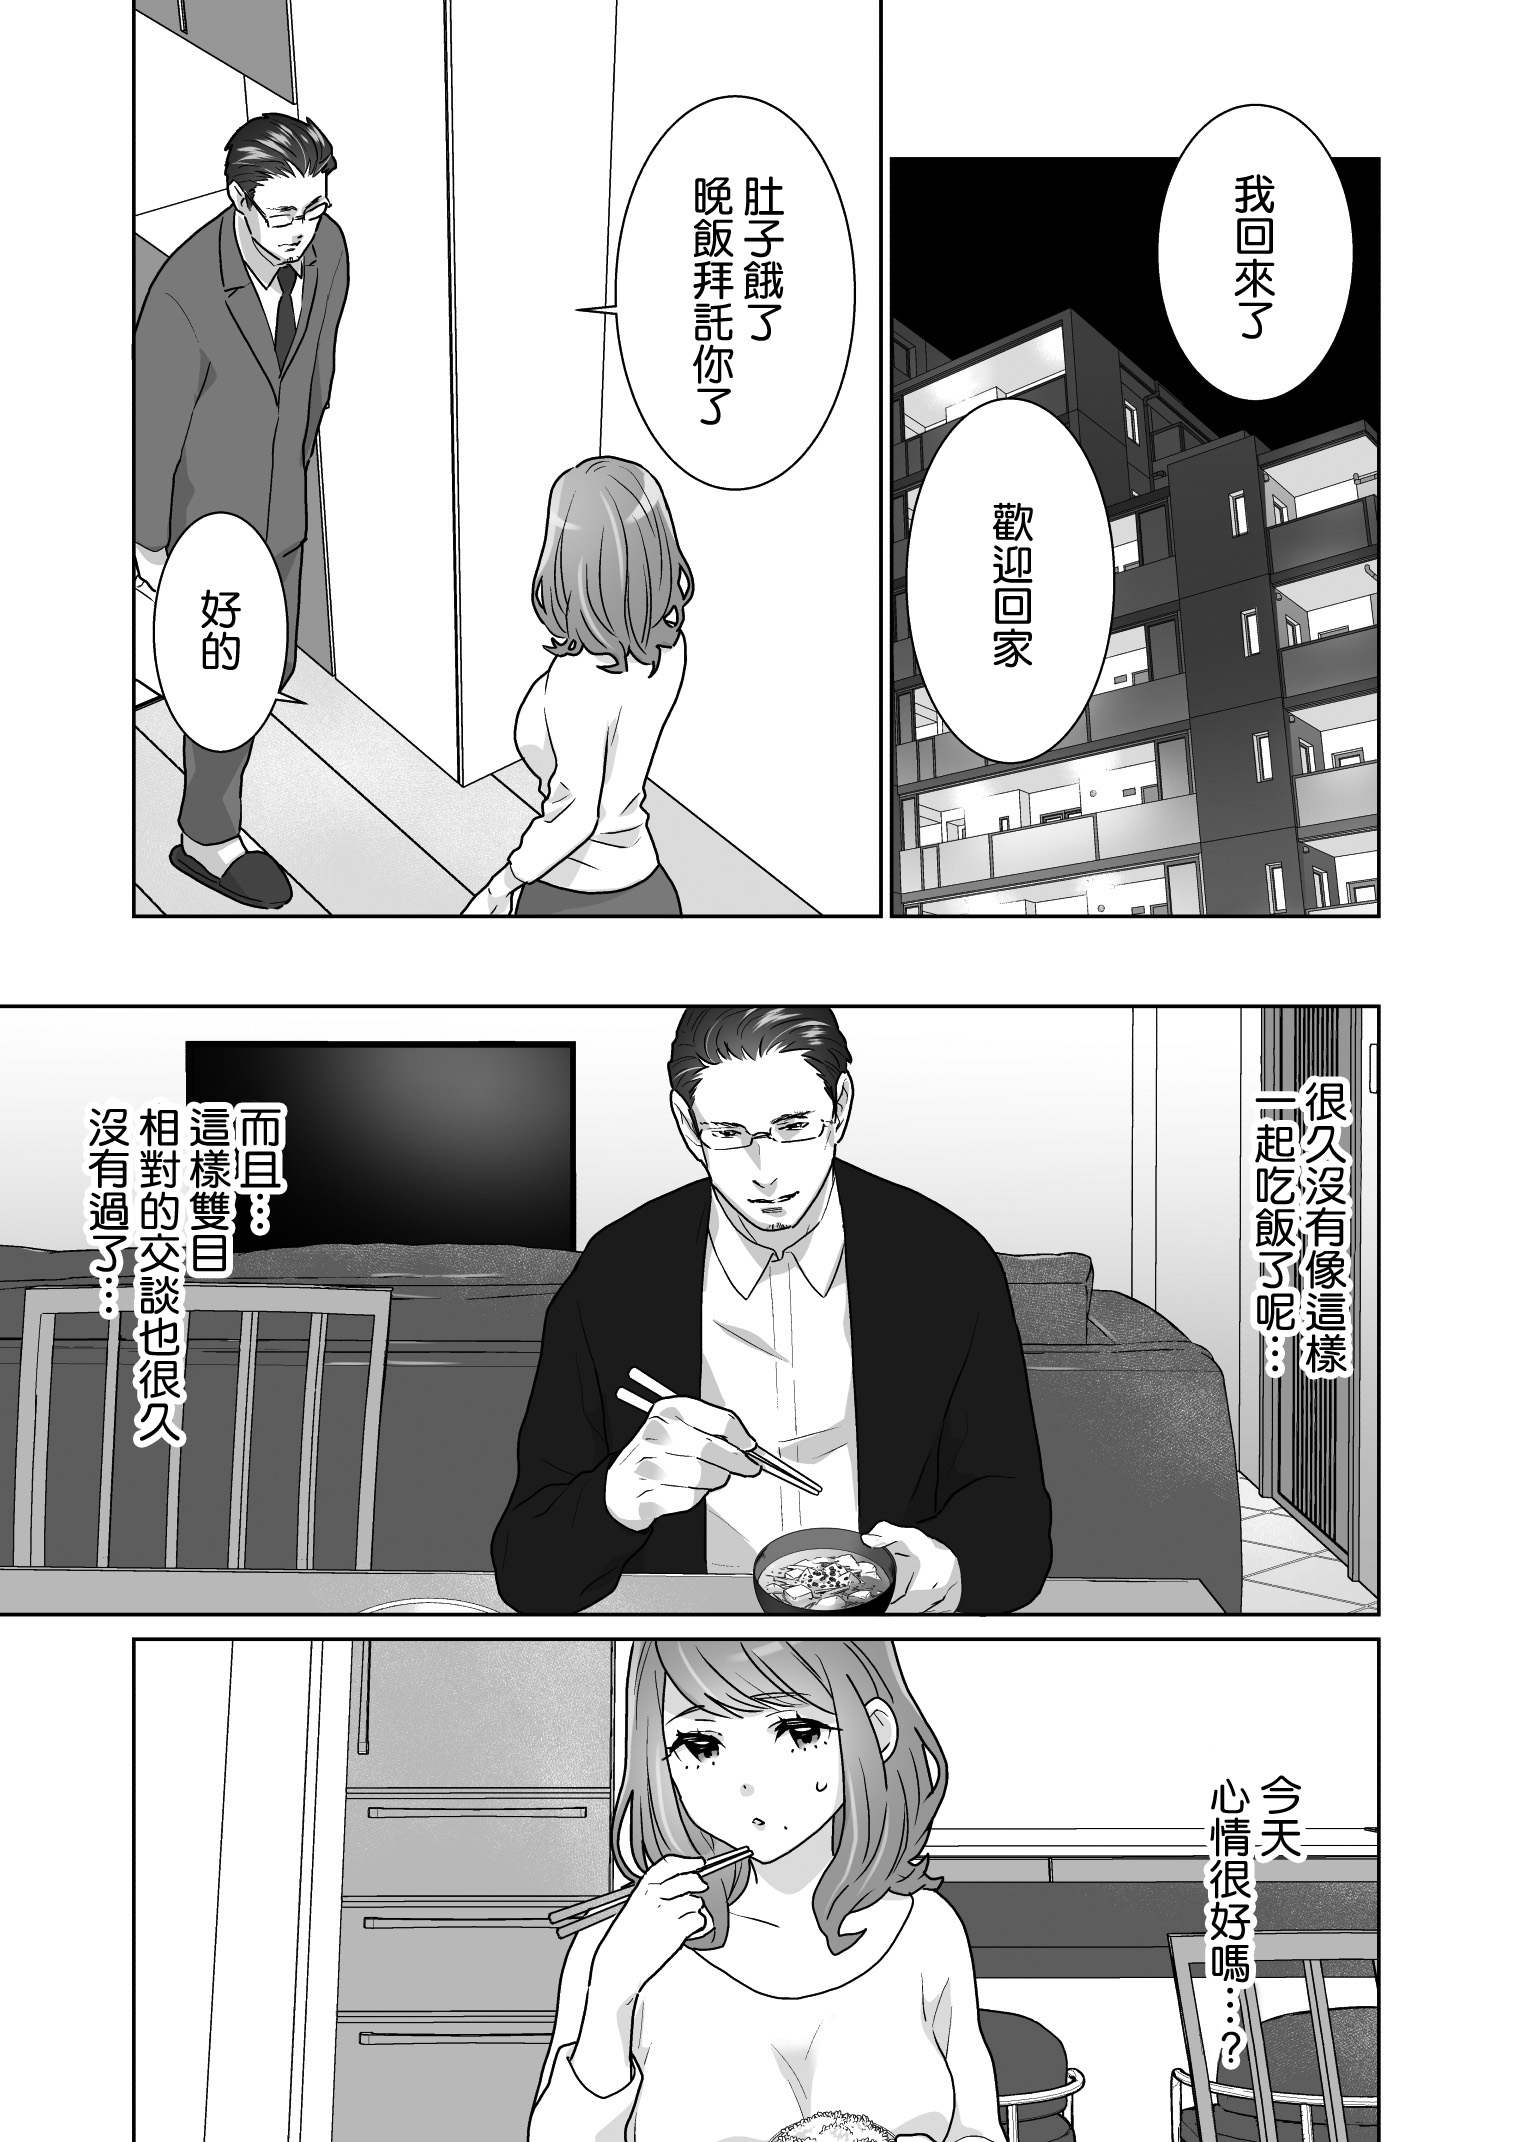 我回來了
歡迎回家
肚子餓了
晚飯拜託你了
好的
很久沒有像這樣
一起吃飯了呢…
而且…
這樣雙目
相對的交談也很久
沒有過了…
今天
心情很好嗎…?